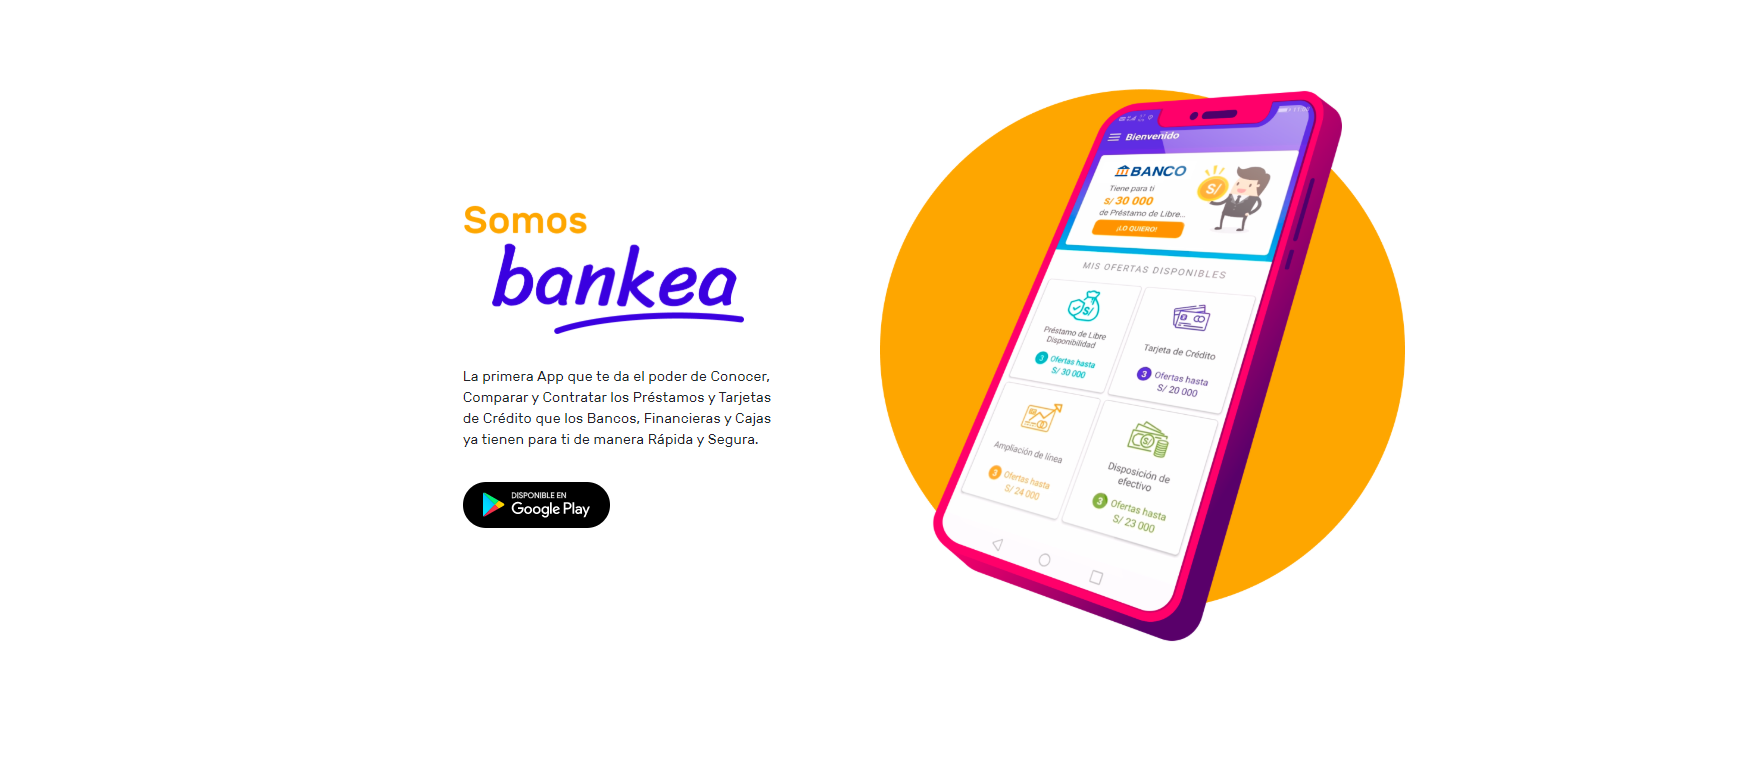 Somos
bankea
La primera App que te da el poder de Conocer,
Comparar y Contratar los Préstamos y Tarjetas
de Crédito que los Bancos, Financieras y Cajas
ya tienen para ti de manera Rápida y Segura.
DISPONIBLE EN
Google Play
Bienvenido
BANCO
Tiene para ti
S/ 30 000
de Préstamo de Libre...
¡LO QUIERO!
S/
MIS OFERTAS DISPONIBLES
S/
Préstamo de Libre
Disponibilidad
3 Ofertas hasta
S/ 30 000
Tarjeta de Crédito
3 Ofertas hasta
S/ 20 000
Ampliación de línea
3 Ofertas hasta
S/ 24 000
S/
Disposición de
efectivo
3 Ofertas hasta
S/ 23 000